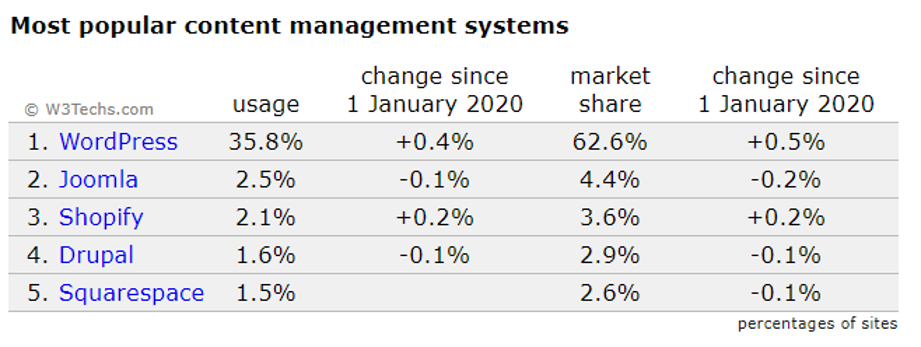 Most popular content management systems
© W3Techs.com usage change since 1 January 2020 market share change since 1 January 2020
1. WordPress 35.8% +0.4% 62.6% +0.5%
2. Joomla 2.5% -0.1% 4.4% -0.2%
3. Shopify 2.1% +0.2% 3.6% +0.2%
4. Drupal 1.6% -0.1% 2.9% -0.1%
5. Squarespace 1.5% 2.6% -0.1%
percentages of sites